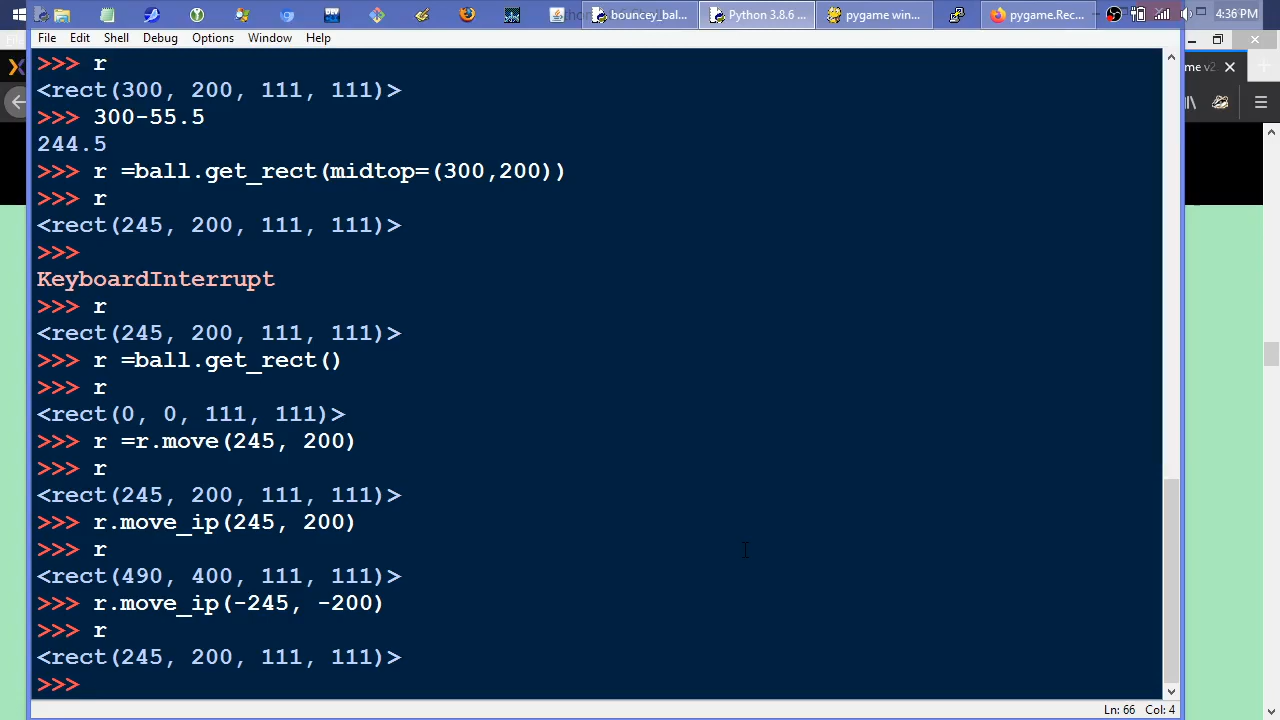 bouncey_bal...
Python 3.8.6 ...
pygame win...
pygame.Rec...
4:36 PM
File Edit Shell Debug Options Window Help
me v2
>>> r
<rect(300, 200, 111, 111)>
>>> 300-55.5
244.5
>>> r =ball.get_rect(midtop=(300,200))
>>> r
<rect(245, 200, 111, 111)>
>>>
KeyboardInterrupt
>>> r
<rect(245, 200, 111, 111)>
>>> r =ball.get_rect()
>>> r
<rect(0, 0, 111, 111)>
>>> r =r.move(245, 200)
>>> r
<rect(245, 200, 111, 111)>
>>> r.move_ip(245, 200)
>>> r
<rect(490, 400, 111, 111)>
>>> r.move_ip(-245, -200)
>>> r
<rect(245, 200, 111, 111)>
>>>
Ln: 66 Col: 4